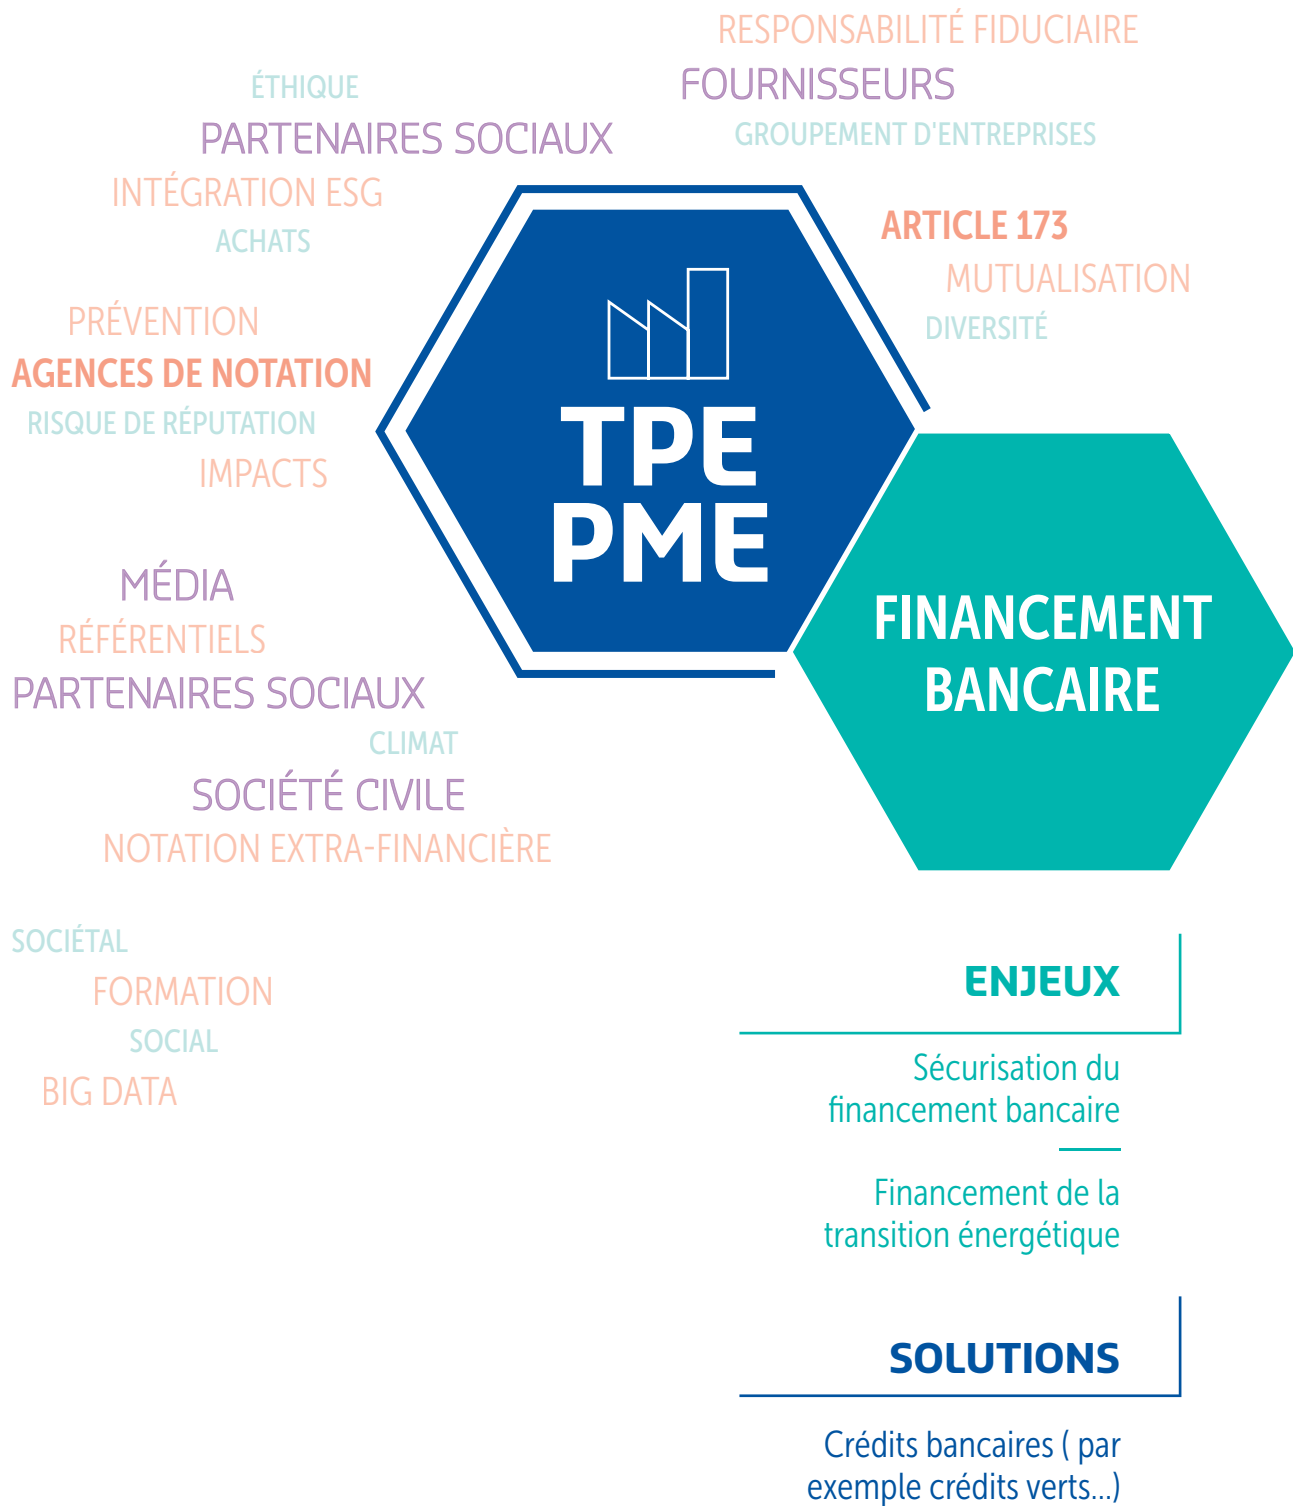 RESPONSABILITÉ FIDUCIAIRE
FOURNISSEURS
GROUPEMENT D'ENTREPRISES
ÉTHIQUE
PARTENAIRES SOCIAUX
INTÉGRATION ESG
ACHATS
ARTICLE 173
MUTUALISATION
DIVERSITÉ
PRÉVENTION
AGENCES DE NOTATION
RISQUE DE RÉPUTATION
IMPACTS
TPE
PME
MÉDIA
RÉFÉRENTIELS
PARTENAIRES SOCIAUX
CLIMAT
SOCIÉTÉ CIVILE
NOTATION EXTRA-FINANCIÈRE
FINANCEMENT
BANCAIRE
SOCIÉTAL
FORMATION
SOCIAL
BIG DATA
ENJEUX
Sécurisation du
financement bancaire
Financement de la
transition énergétique
SOLUTIONS
Crédits bancaires ( par
exemple crédits verts...)